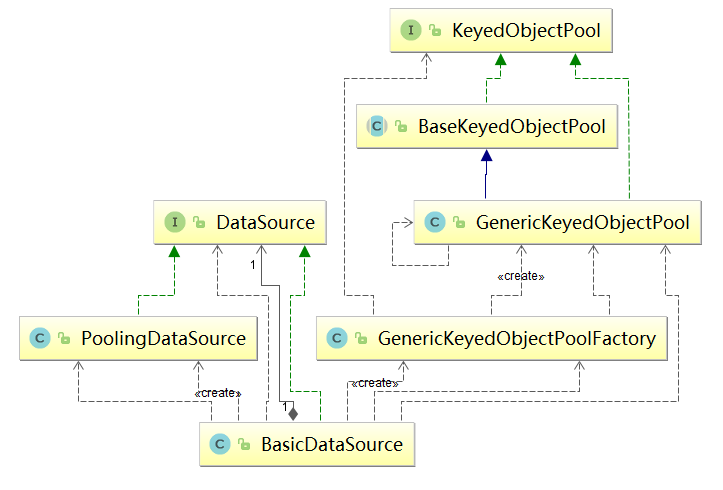 I KeyedObjectPool
C BaseKeyedObjectPool
I DataSource
C GenericKeyedObjectPool
1
«create»
C PoolingDataSource
C GenericKeyedObjectPoolFactory
«create»
«create»
1
C BasicDataSource